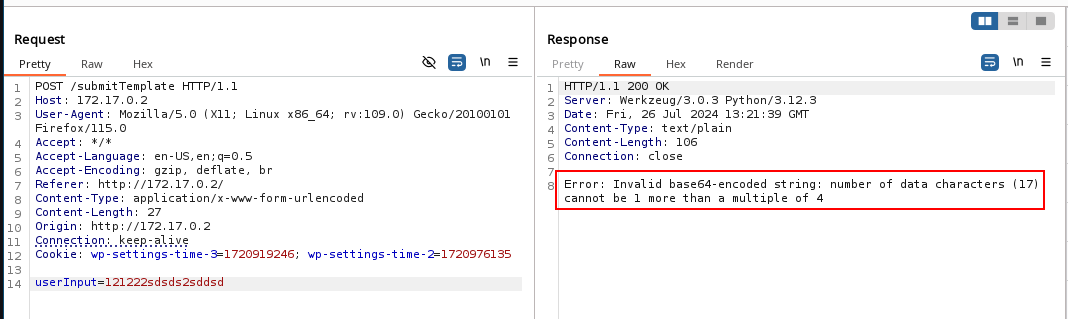 Request
Pretty Raw Hex
\n
1 POST /submitTemplate HTTP/1.1
2 Host: 172.17.0.2
3 User-Agent: Mozilla/5.0 (X11; Linux x86_64; rv:109.0) Gecko/20100101
Firefox/115.0
4 Accept: */*
5 Accept-Language: en-US,en;q=0.5
6 Accept-Encoding: gzip, deflate, br
7 Referer: http://172.17.0.2/
8 Content-Type: application/x-www-form-urlencoded
9 Content-Length: 27
10 Origin: http://172.17.0.2
11 Connection: keep-alive
12 Cookie: wp-settings-time-3=1720919246; wp-settings-time-2=1720976135
13
14 userInput=121222sdsds2sddsd
Response
Pretty Raw Hex Render
\n
1 HTTP/1.1 200 OK
2 Server: Werkzeug/3.0.3 Python/3.12.3
3 Date: Fri, 26 Jul 2024 13:21:39 GMT
4 Content-Type: text/plain
5 Content-Length: 106
6 Connection: close
7
8 Error: Invalid base64-encoded string: number of data characters (17)
cannot be 1 more than a multiple of 4